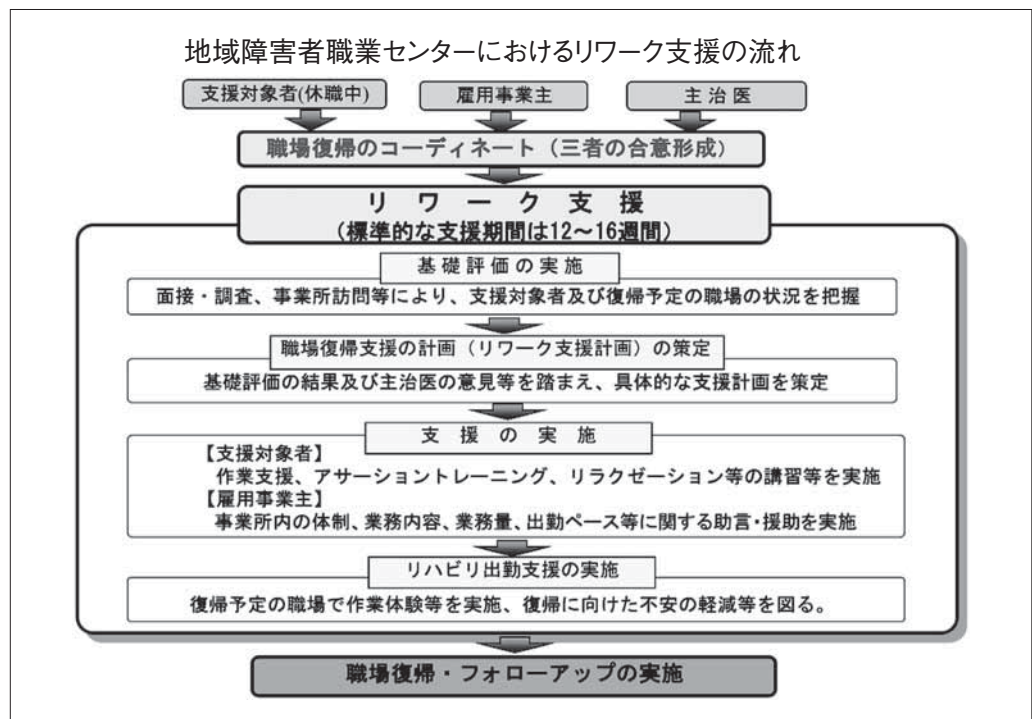 地域障害者職業センターにおけるリワーク支援の流れ
支援対象者(休職中)
雇用事業主
主治医
職場復帰のコーディネート（三者の合意形成）
リワーク支援
（標準的な支援期間は12～16週間）
基礎評価の実施
面接・調査、事業所訪問等により、支援対象者及び復帰予定の職場の状況を把握
職場復帰支援の計画（リワーク支援計画）の策定
基礎評価の結果及び主治医の意見等を踏まえ、具体的な支援計画を策定
支援の実施
【支援対象者】
作業支援、アサーショントレーニング、リラクゼーション等の講習等を実施
【雇用事業主】
事業所内の体制、業務内容、業務量、出勤ペース等に関する助言・援助を実施
リハビリ出勤支援の実施
復帰予定の職場で作業体験等を実施、復帰に向けた不安の軽減等を図る。
職場復帰・フォローアップの実施